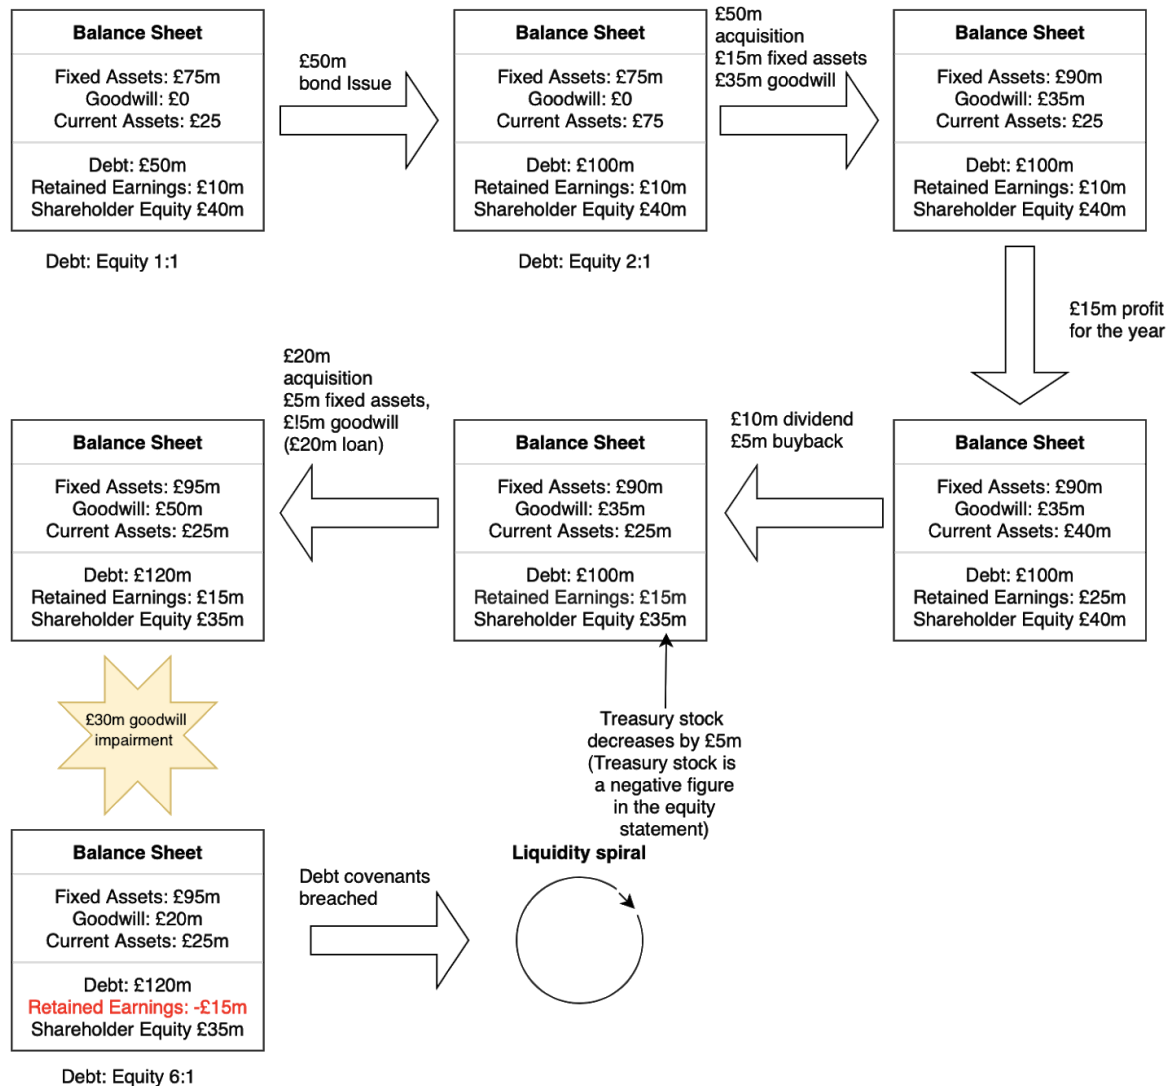 Balance Sheet
Fixed Assets: £75m
Goodwill: £0
Current Assets: £25
Debt: £50m
Retained Earnings: £10m
Shareholder Equity £40m
Debt: Equity 1:1
£50m
bond Issue
Balance Sheet
Fixed Assets: £75m
Goodwill: £0
Current Assets: £75
Debt: £100m
Retained Earnings: £10m
Shareholder Equity £40m
Debt: Equity 2:1
£50m
acquisition
£15m fixed assets
£35m goodwill
Balance Sheet
Fixed Assets: £90m
Goodwill: £35m
Current Assets: £25
Debt: £100m
Retained Earnings: £10m
Shareholder Equity £40m
£15m profit
for the year
Balance Sheet
Fixed Assets: £90m
Goodwill: £35m
Current Assets: £40m
Debt: £100m
Retained Earnings: £25m
Shareholder Equity £40m
£10m dividend
£5m buyback
Balance Sheet
Fixed Assets: £90m
Goodwill: £35m
Current Assets: £25m
Debt: £100m
Retained Earnings: £15m
Shareholder Equity £35m
Treasury stock
decreases by £5m
(Treasury stock is
a negative figure
in the equity
statement)
£20m
acquisition
£5m fixed assets,
£!5m goodwill
(£20m loan)
Balance Sheet
Fixed Assets: £95m
Goodwill: £50m
Current Assets: £25m
Debt: £120m
Retained Earnings: £15m
Shareholder Equity £35m
£30m goodwill
impairment
Balance Sheet
Fixed Assets: £95m
Goodwill: £20m
Current Assets: £25m
Debt: £120m
Retained Earnings: -£15m
Shareholder Equity £35m
Debt: Equity 6:1
Debt covenants
breached
Liquidity spiral